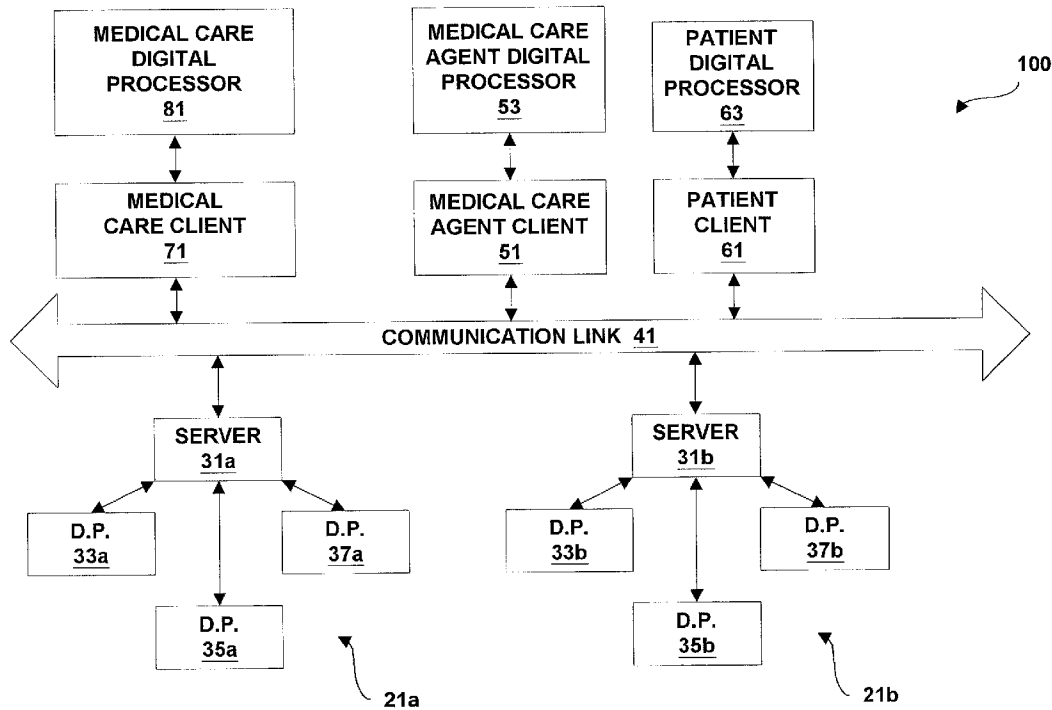 MEDICAL CARE
DIGITAL
PROCESSOR
81
MEDICAL CARE
AGENT DIGITAL
PROCESSOR
53
PATIENT
DIGITAL
PROCESSOR
63
100
MEDICAL
CARE CLIENT
71
MEDICAL CARE
AGENT CLIENT
51
PATIENT
CLIENT
61
COMMUNICATION LINK 41
SERVER
31a
SERVER
31b
D.P.
33a
D.P.
37a
D.P.
33b
D.P.
37b
D.P.
35a
D.P.
35b
21a
21b